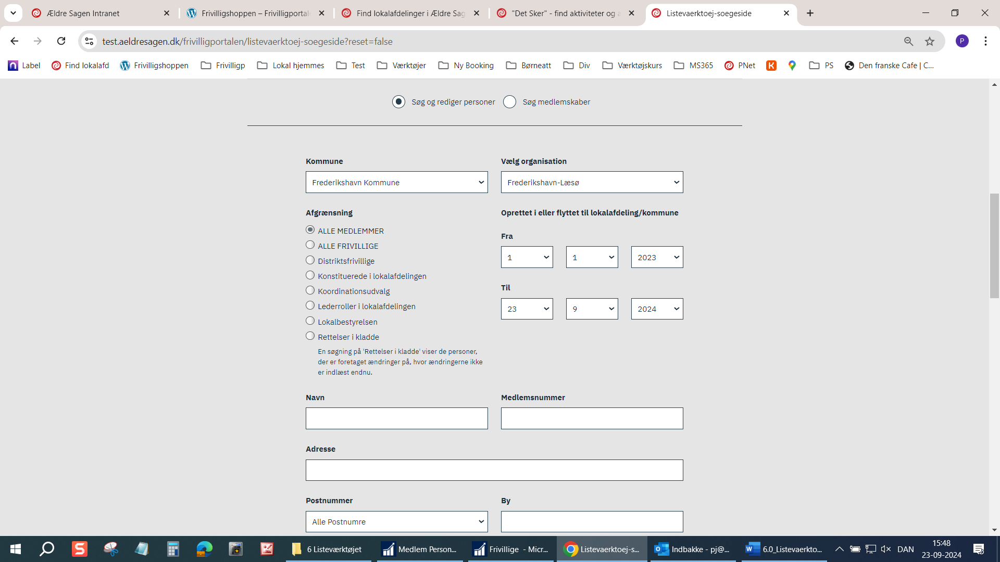 Ældre Sagen Intranet
Frivilligshoppen – Frivilligportale
Find lokalafdelinger i Ældre Sag
"Det Sker" - find aktiviteter og a
Listevaerktoej-soegeside
test.aeldresagen.dk/frivilligportalen/listevaerktoej-soegeside?reset=false
P
Label
Find lokalafd
Frivilligshoppen
Frivilligp
Lokal hjemmes
Test
Værktøjer
Ny Booking
Børneatt
Div
Værktøjskurs
MS365
PNet
K
PS
Den franske Cafe | C...
Søg og rediger personer
Søg medlemskaber
Kommune
Vælg organisation
Frederikshavn Kommune
Frederikshavn-Læsø
Afgrænsning
Oprettet i eller flyttet til lokalafdeling/kommune
ALLE MEDLEMMER
ALLE FRIVILLIGE
Distriktsfrivillige
Konstituerede i lokalafdelingen
Koordinationsudvalg
Lederroller i lokalafdelingen
Lokalbestyrelsen
Rettelser i kladde
En søgning på 'Rettelser i kladde' viser de personer,
der er foretaget ændringer på, hvor ændringerne ikke
er indlæst endnu.
Fra
1 1 2023
Til
23 9 2024
Navn
Medlemsnummer
Adresse
Postnummer
By
Alle Postnumre
S
6 Listeværktøjet
Medlem Person...
Frivillige - Micr...
Listevaerktoej-s...
Indbakke - pj@...
6.0_Listevaerkto...
DAN
15:48
23-09-2024